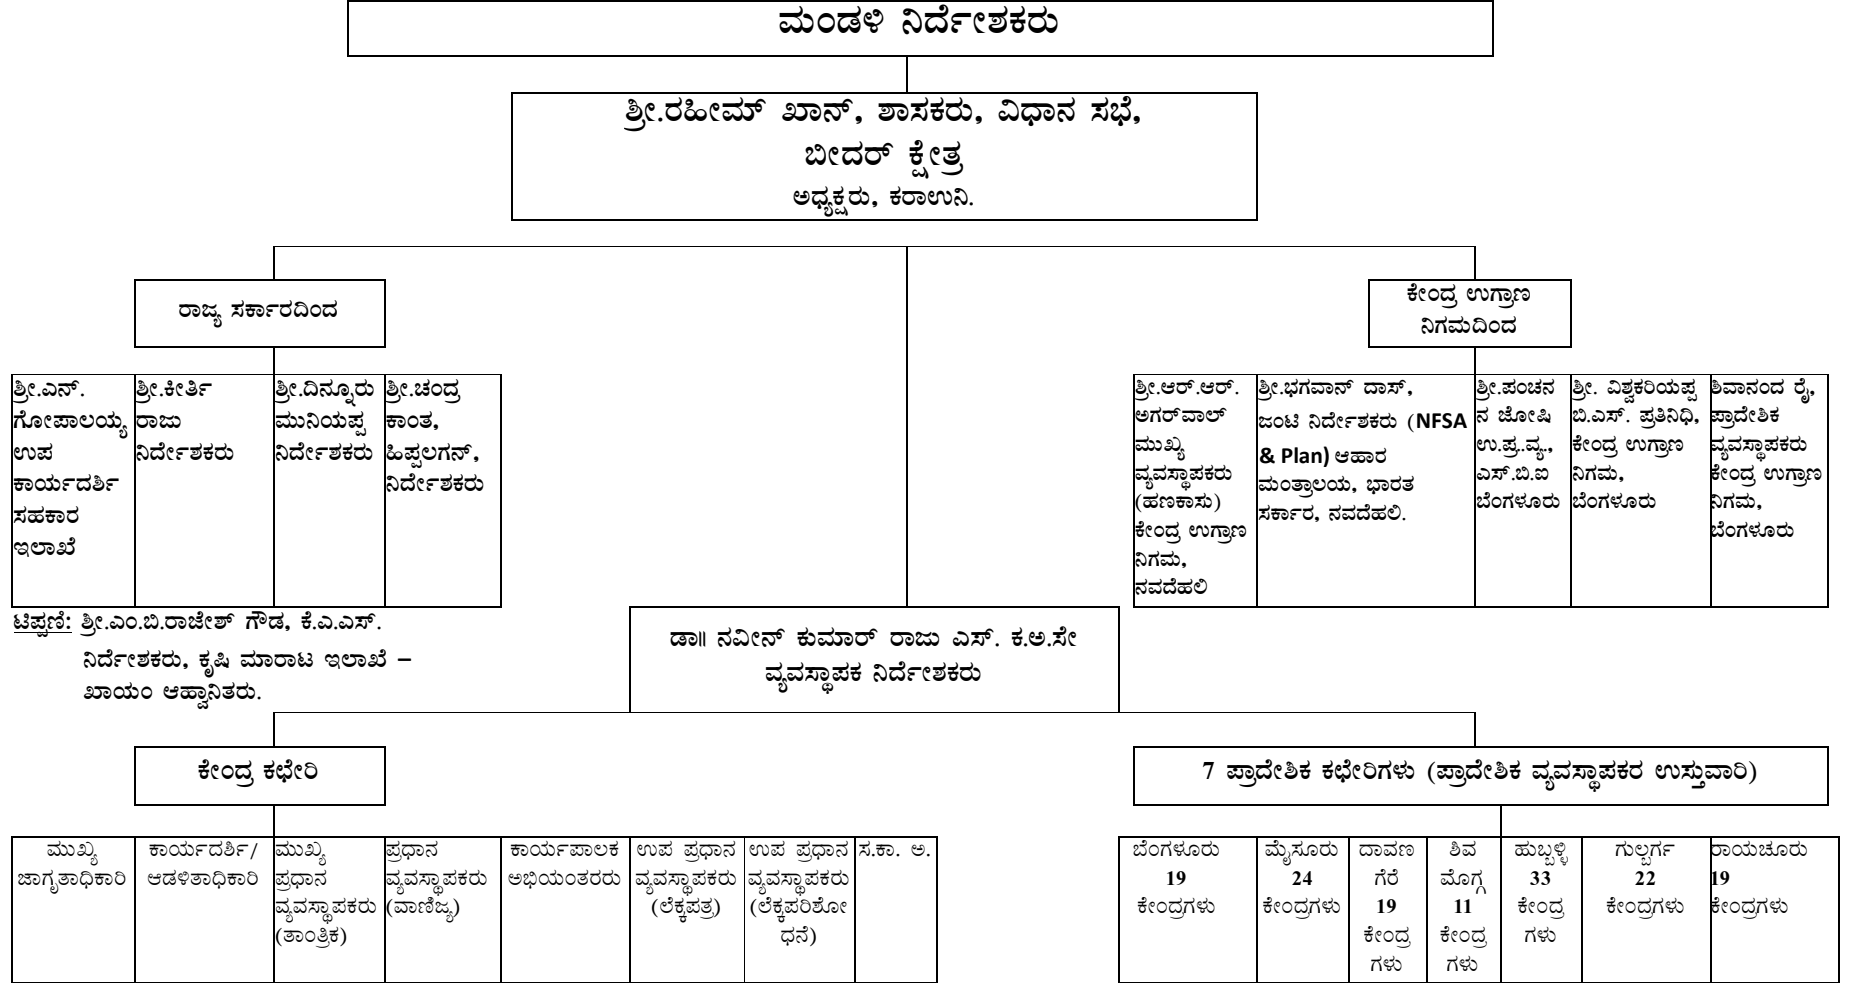 ಮಂಡಳಿ ನಿರ್ದೇಶಕರು
ಶ್ರೀ.ರಹೀಮ್ ಖಾನ್, ಶಾಸಕರು, ವಿಧಾನ ಸಭೆ,
ಬೀದರ್ ಕ್ಷೇತ್ರ
ಅಧ್ಯಕ್ಷರು, ಕರಾಉನಿ.
ರಾಜ್ಯ ಸರ್ಕಾರದಿಂದ
ಕೇಂದ್ರ ಉಗ್ರಾಣ
ನಿಗಮದಿಂದ
ಶ್ರೀ.ಎನ್.
ಗೋಪಾಲಯ್ಯ
ಉಪ
ಕಾರ್ಯದರ್ಶಿ
ಸಹಕಾರ
ಇಲಾಖೆ
ಶ್ರೀ.ಕೀರ್ತಿ
ರಾಜು
ನಿರ್ದೇಶಕರು
ಶ್ರೀ.ದಿನ್ನೂರು
ಮುನಿಯಪ್ಪ
ನಿರ್ದೇಶಕರು
ಶ್ರೀ.ಚಂದ್ರ
ಕಾಂತ,
ಹಿಪ್ಪಲಗನ್,
ನಿರ್ದೇಶಕರು
ಶ್ರೀ.ಆರ್.ಆರ್.
ಅಗರ್‌ವಾಲ್
ಮುಖ್ಯ
ವ್ಯವಸ್ಥಾಪಕರು
(ಹಣಕಾಸು)
ಕೇಂದ್ರ ಉಗ್ರಾಣ
ನಿಗಮ,
ನವದೆಹಲಿ
ಶ್ರೀ.ಭಗವಾನ್ ದಾಸ್,
ಜಂಟಿ ನಿರ್ದೇಶಕರು (NFSA
& Plan) ಆಹಾರ
ಮಂತ್ರಾಲಯ, ಭಾರತ
ಸರ್ಕಾರ, ನವದೆಹಲಿ.
ಶ್ರೀ.ಪಂಚನ
ನ ಜೋಷಿ
ಉ.ಪ್ರ..ವ್ಯ.,
ಎಸ್.ಬಿ.ಐ
ಬೆಂಗಳೂರು
ಶ್ರೀ. ವಿಶ್ವಕರಿಯಪ್ಪ
ಬಿ.ಎಸ್. ಪ್ರತಿನಿಧಿ,
ಕೇಂದ್ರ ಉಗ್ರಾಣ
ನಿಗಮ,
ಬೆಂಗಳೂರು
ಶಿವಾನಂದ ರೈ,
ಪ್ರಾದೇಶಿಕ
ವ್ಯವಸ್ಥಾಪಕರು
ಕೇಂದ್ರ ಉಗ್ರಾಣ
ನಿಗಮ,
ಬೆಂಗಳೂರು
ಟಿಪ್ಪಣಿ: ಶ್ರೀ.ಎಂ.ಬಿ.ರಾಜೇಶ್ ಗೌಡ, ಕೆ.ಎ.ಎಸ್.
ನಿರ್ದೇಶಕರು, ಕೃಷಿ ಮಾರಾಟ ಇಲಾಖೆ –
ಖಾಯಂ ಆಹ್ವಾನಿತರು.
ಡಾ॥ ನವೀನ್ ಕುಮಾರ್ ರಾಜು ಎಸ್. ಕ.ಅ.ಸೇ
ವ್ಯವಸ್ಥಾಪಕ ನಿರ್ದೇಶಕರು
ಕೇಂದ್ರ ಕಛೇರಿ
7 ಪ್ರಾದೇಶಿಕ ಕಛೇರಿಗಳು (ಪ್ರಾದೇಶಿಕ ವ್ಯವಸ್ಥಾಪಕರ ಉಸ್ತುವಾರಿ)
ಮುಖ್ಯ
ಜಾಗೃತಾಧಿಕಾರಿ
ಕಾರ್ಯದರ್ಶಿ/
ಆಡಳಿತಾಧಿಕಾರಿ
ಮುಖ್ಯ
ಪ್ರಧಾನ
ವ್ಯವಸ್ಥಾಪಕರು
(ತಾಂತ್ರಿಕ)
ಪ್ರಧಾನ
ವ್ಯವಸ್ಥಾಪಕರು
(ವಾಣಿಜ್ಯ)
ಕಾರ್ಯಪಾಲಕ
ಅಭಿಯಂತರರು
ಉಪ ಪ್ರಧಾನ
ವ್ಯವಸ್ಥಾಪಕರು
(ಲೆಕ್ಕಪತ್ರ)
ಉಪ ಪ್ರಧಾನ
ವ್ಯವಸ್ಥಾಪಕರು
(ಲೆಕ್ಕಪರಿಶೋ
ಧನೆ)
ಸ.ಕಾ. ಅ.
ಬೆಂಗಳೂರು
19
ಕೇಂದ್ರಗಳು
ಮೈಸೂರು
24
ಕೇಂದ್ರಗಳು
ದಾವಣ
ಗೆರೆ
19
ಕೇಂದ್ರ
ಗಳು
ಶಿವ
ಮೊಗ್ಗ
11
ಕೇಂದ್ರ
ಗಳು
ಹುಬ್ಬಳ್ಳಿ
33
ಕೇಂದ್ರ
ಗಳು
ಗುಲ್ಬರ್ಗ
22
ಕೇಂದ್ರಗಳು
ರಾಯಚೂರು
19
ಕೇಂದ್ರಗಳು